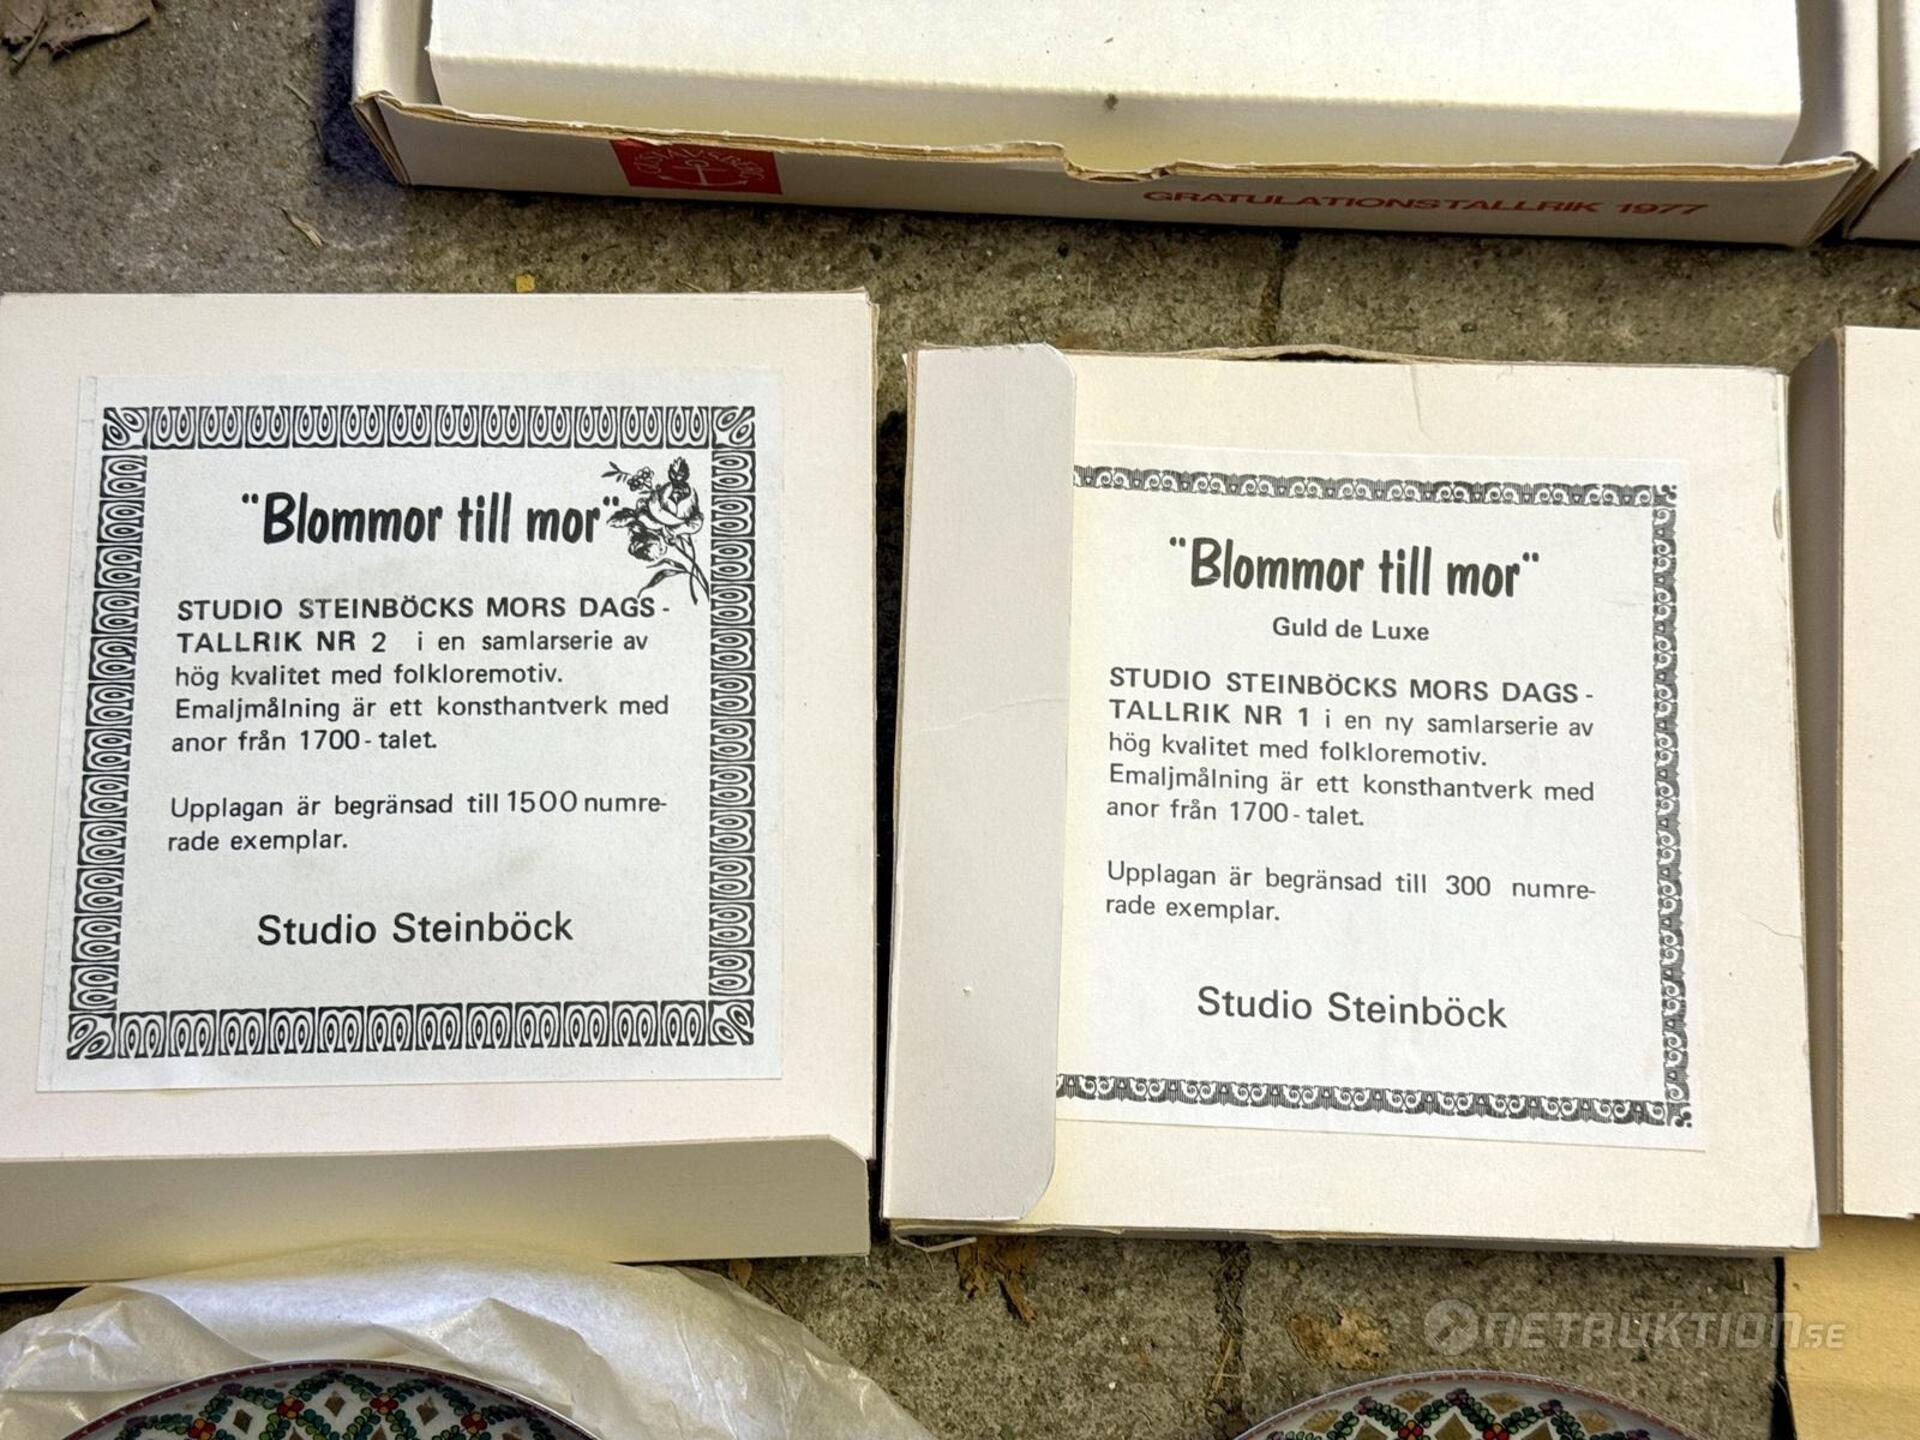 GUSTAVSBERG
GRATULATIONSTALLRIK 1977
"Blommor till mor"
STUDIO STEINBÖCKS MORS DAGS-
TALLRIK NR 2 i en samlarserie av
hög kvalitet med folkloremotiv.
Emaljmålning är ett konsthantverk med
anor från 1700-talet.
Upplagan är begränsad till 1500 numre-
rade exemplar.
Studio Steinböck
"Blommor till mor"
Guld de Luxe
STUDIO STEINBÖCKS MORS DAGS-
TALLRIK NR 1 i en ny samlarserie av
hög kvalitet med folkloremotiv.
Emaljmålning är ett konsthantverk med
anor från 1700-talet.
Upplagan är begränsad till 300 numre-
rade exemplar.
Studio Steinböck
NETAUKTION.SE